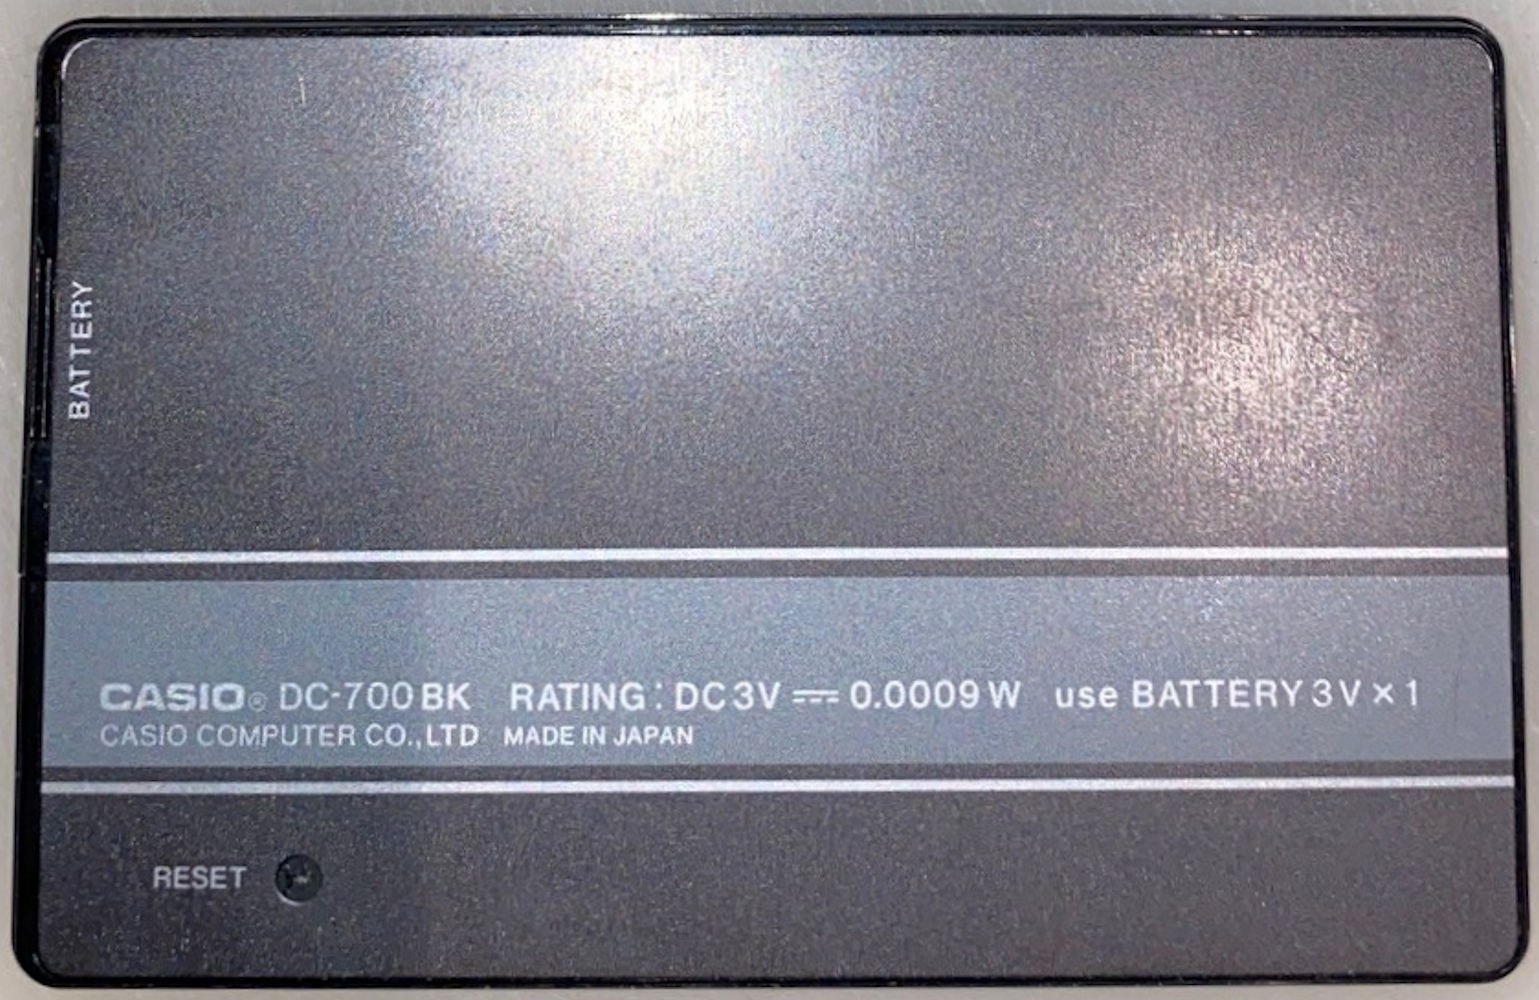 BATTERY
CASIO® DC-700BK RATING: DC3V ⎓ 0.0009W use BATTERY 3V×1
CASIO COMPUTER CO.,LTD MADE IN JAPAN
RESET